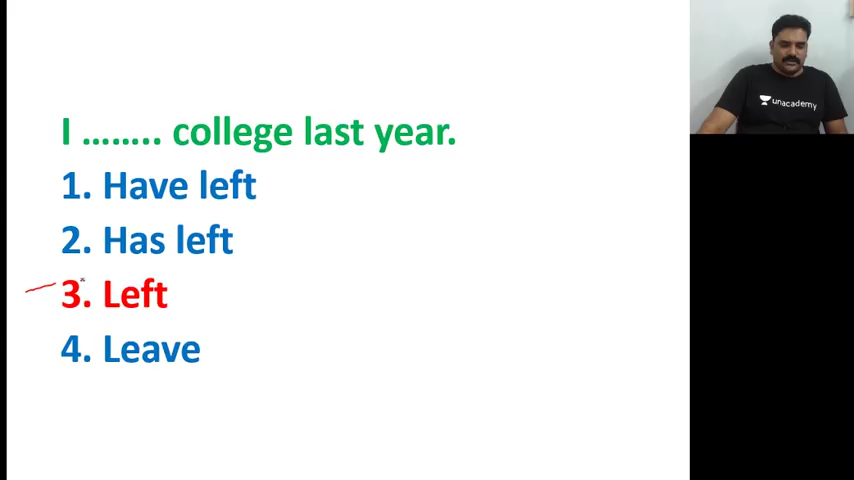 I ........ college last year.
1. Have left
2. Has left
3. Left
4. Leave
unacademy